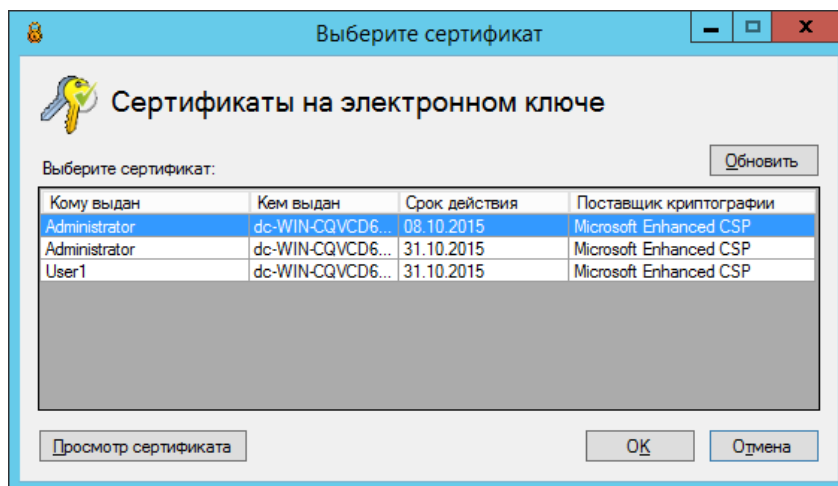 Выберите сертификат
Сертификаты на электронном ключе
Обновить
Выберите сертификат:
Кому выдан Кем выдан Срок действия Поставщик криптографии
Administrator dc-WIN-CQVCD6... 08.10.2015 Microsoft Enhanced CSP
Administrator dc-WIN-CQVCD6... 31.10.2015 Microsoft Enhanced CSP
User1 dc-WIN-CQVCD6... 31.10.2015 Microsoft Enhanced CSP
Просмотр сертификата OK Отмена